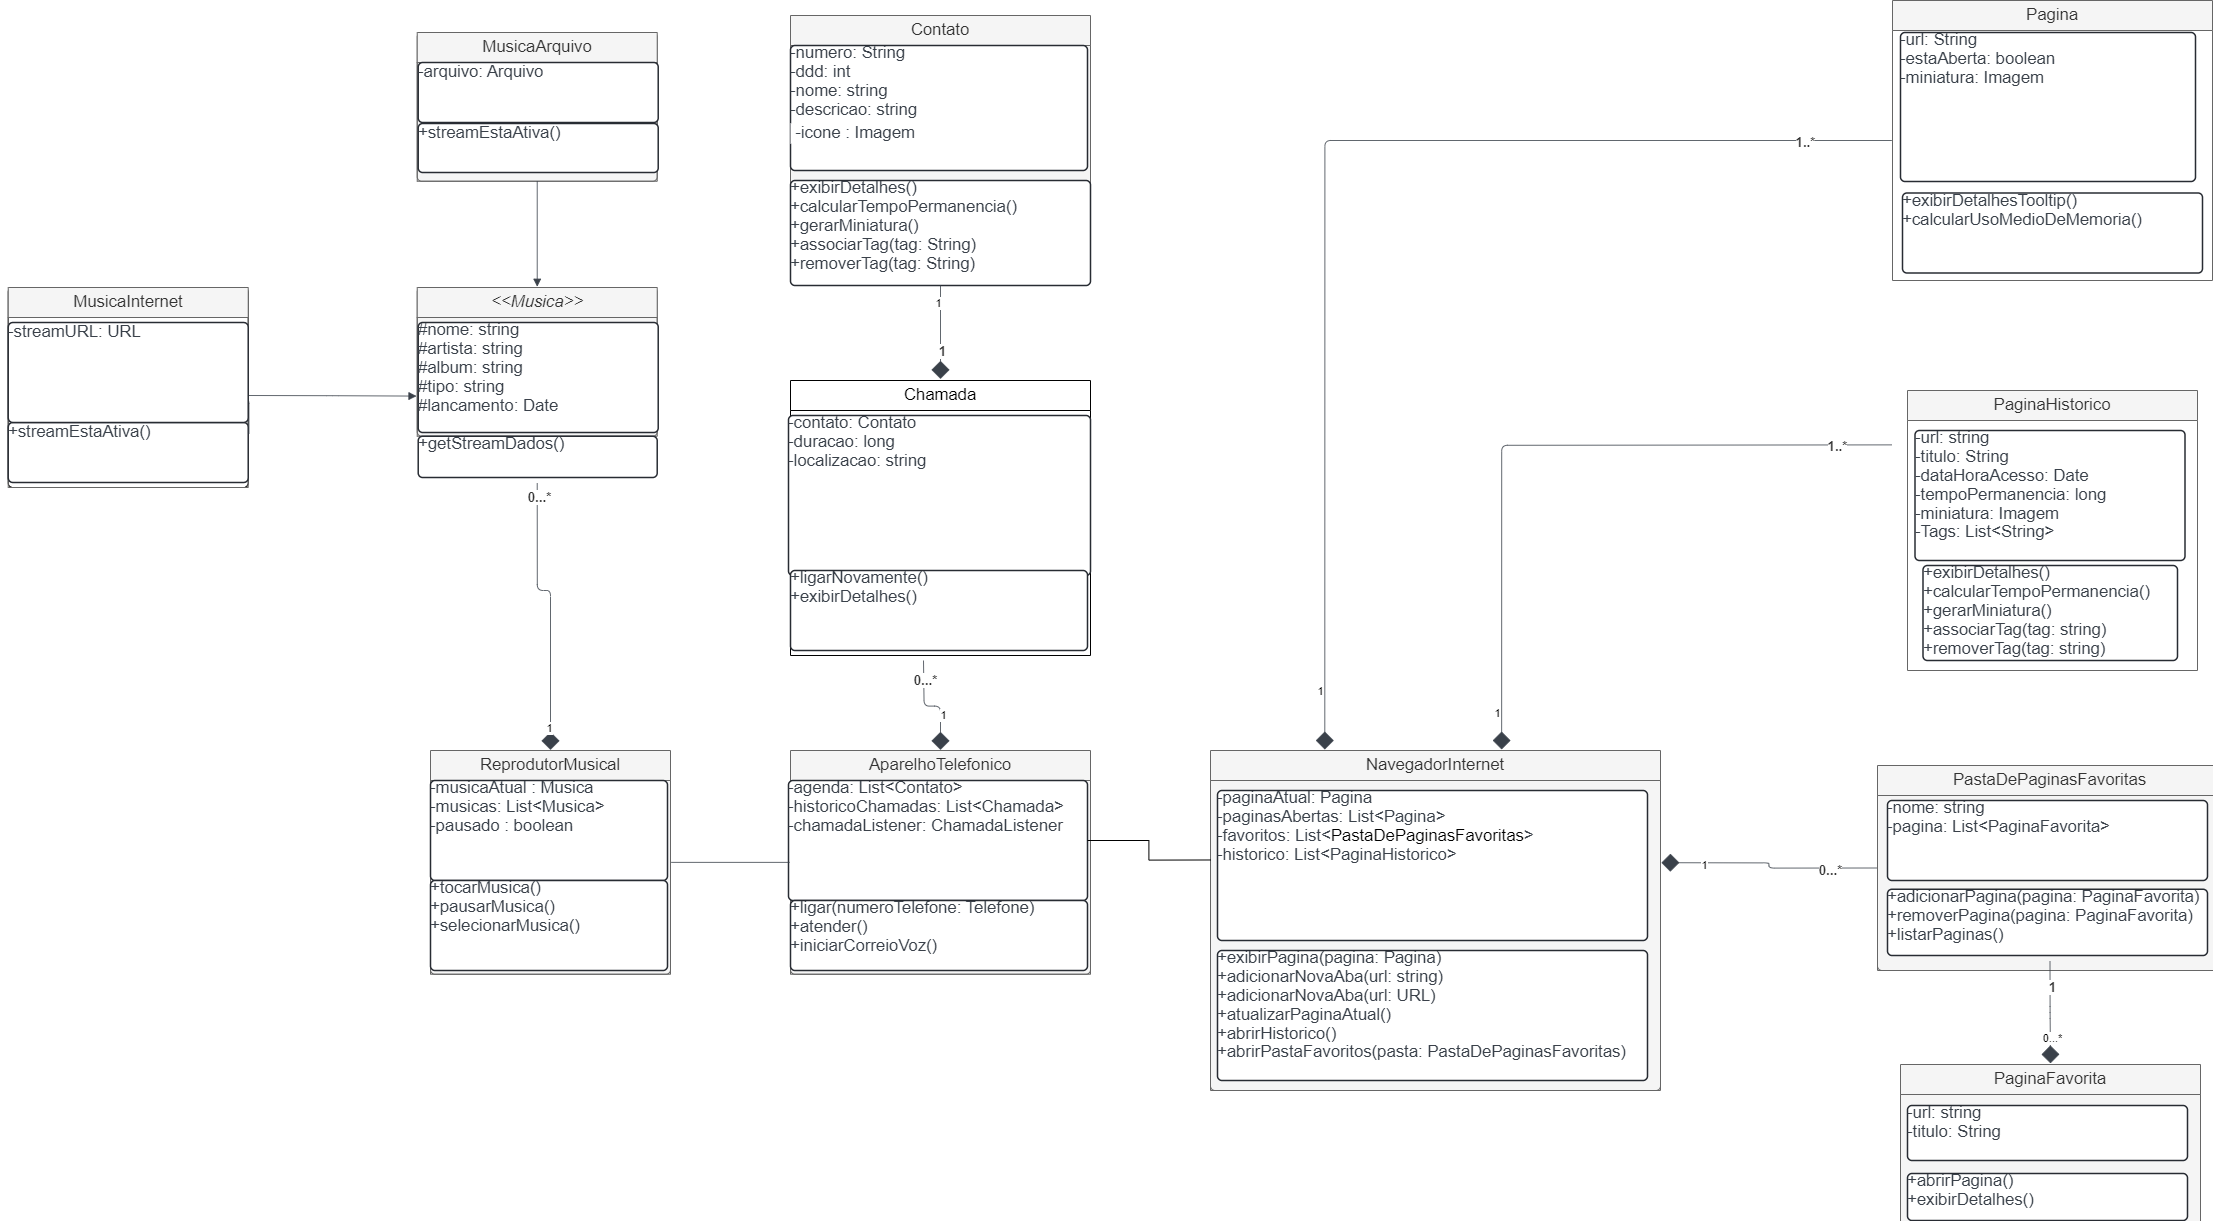 MusicaArquivo
-arquivo: Arquivo
+streamEstaAtiva()
Contato
-numero: String
-ddd: int
-nome: string
-descricao: string
-icone : Imagem
+exibirDetalhes()
+calcularTempoPermanencia()
+gerarMiniatura()
+associarTag(tag: String)
+removerTag(tag: String)
Pagina
-url: String
-estaAberta: boolean
-miniatura: Imagem
+exibirDetalhesTooltip()
+calcularUsoMedioDeMemoria()
1..*
1
MusicaInternet
-streamURL: URL
+streamEstaAtiva()
<<Musica>>
#nome: string
#artista: string
#album: string
#tipo: string
#lancamento: Date
+getStreamDados()
0...*
1
1
1
Chamada
-contato: Contato
-duracao: long
-localizacao: string
+ligarNovamente()
+exibirDetalhes()
0...*
1
PaginaHistorico
-url: string
-titulo: String
-dataHoraAcesso: Date
-tempoPermanencia: long
-miniatura: Imagem
-Tags: List<String>
+exibirDetalhes()
+calcularTempoPermanencia()
+gerarMiniatura()
+associarTag(tag: string)
+removerTag(tag: string)
1..*
1
ReprodutorMusical
-musicaAtual : Musica
-musicas: List<Musica>
-pausado : boolean
+tocarMusica()
+pausarMusica()
+selecionarMusica()
AparelhoTelefonico
-agenda: List<Contato>
-historicoChamadas: List<Chamada>
-chamadaListener: ChamadaListener
+ligar(numeroTelefone: Telefone)
+atender()
+iniciarCorreioVoz()
NavegadorInternet
-paginaAtual: Pagina
-paginasAbertas: List<Pagina>
-favoritos: List<PastaDePaginasFavoritas>
-historico: List<PaginaHistorico>
+exibirPagina(pagina: Pagina)
+adicionarNovaAba(url: string)
+adicionarNovaAba(url: URL)
+atualizarPaginaAtual()
+abrirHistorico()
+abrirPastaFavoritos(pasta: PastaDePaginasFavoritas)
1
0...*
PastaDePaginasFavoritas
-nome: string
-pagina: List<PaginaFavorita>
+adicionarPagina(pagina: PaginaFavorita)
+removerPagina(pagina: PaginaFavorita)
+listarPaginas()
1
0...*
PaginaFavorita
-url: string
-titulo: String
+abrirPagina()
+exibirDetalhes()